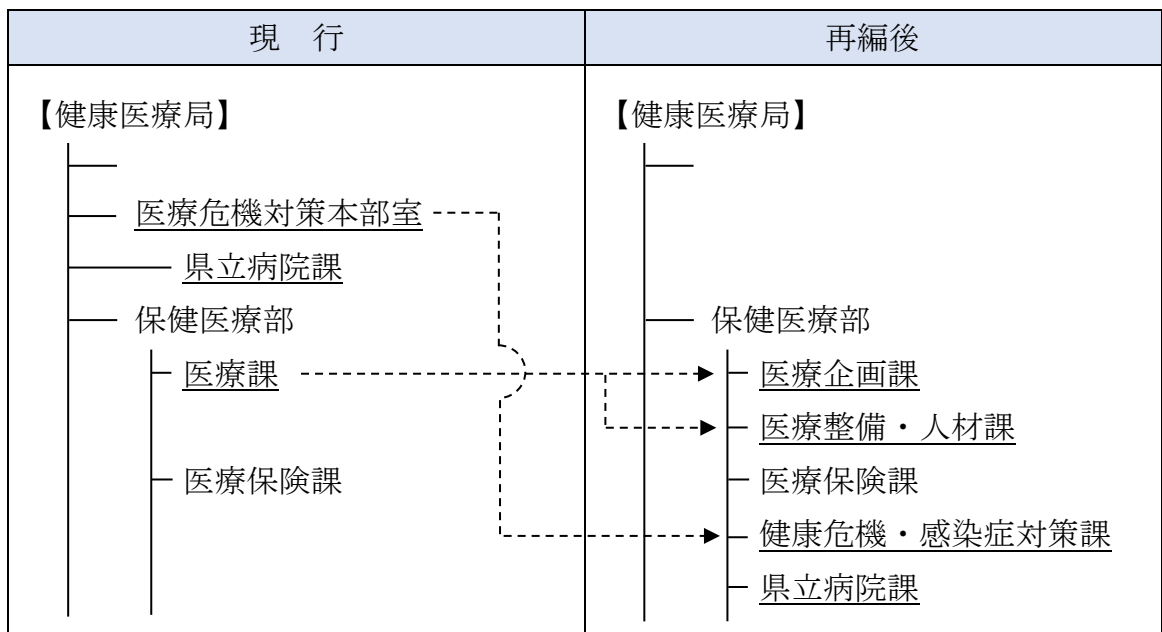 現　行
再編後
【健康医療局】
医療危機対策本部室
県立病院課
保健医療部
医療課
医療保険課
【健康医療局】
保健医療部
医療企画課
医療整備・人材課
医療保険課
健康危機・感染症対策課
県立病院課